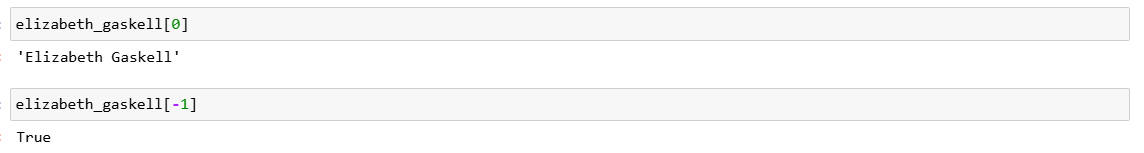 elizabeth_gaskell[0]
'Elizabeth Gaskell'
elizabeth_gaskell[-1]
True